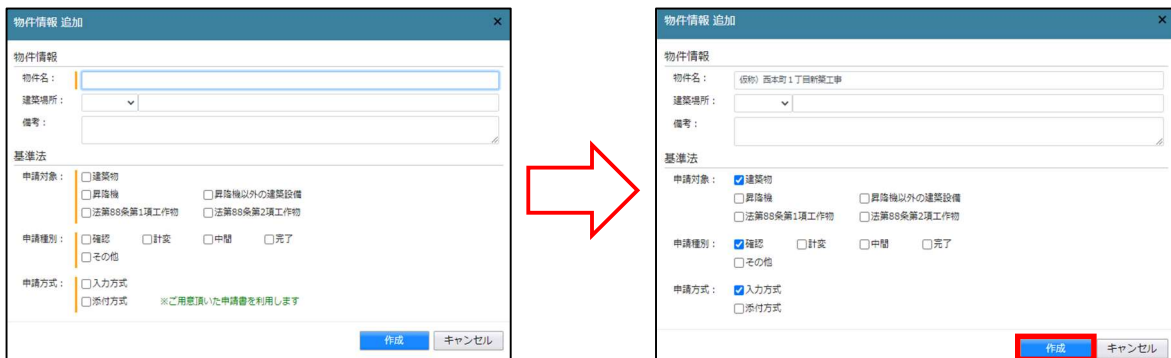 物件情報 追加 ×
物件情報
物件名：
建築場所：
備考：
基準法
申請対象： 建築物
昇降機 昇降機以外の建築設備
法第88条第1項工作物 法第88条第2項工作物
申請種別： 確認 計変 中間 完了
その他
申請方式： 入力方式
添付方式 ※ご用意頂いた申請書を利用します
作成 キャンセル
物件情報 追加 ×
物件情報
物件名： 仮称）西本町１丁目新築工事
建築場所：
備考：
基準法
申請対象： 建築物
昇降機 昇降機以外の建築設備
法第88条第1項工作物 法第88条第2項工作物
申請種別： 確認 計変 中間 完了
その他
申請方式： 入力方式
添付方式
作成 キャンセル